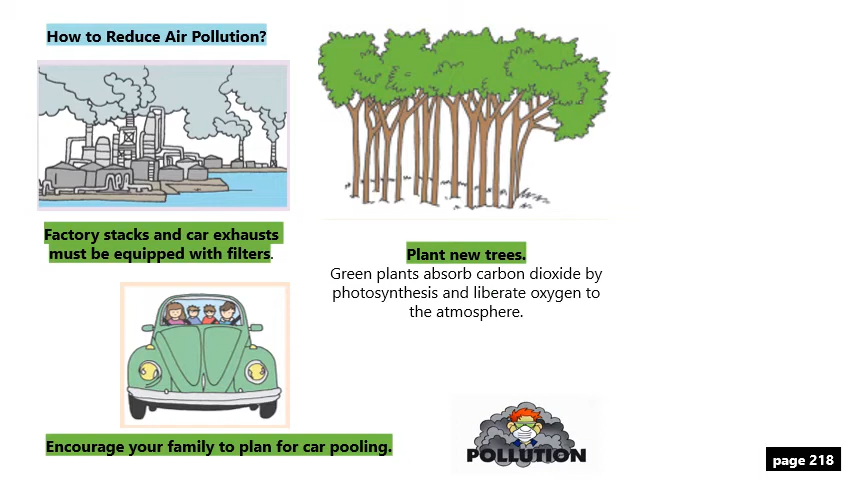 How to Reduce Air Pollution?
Factory stacks and car exhausts
must be equipped with filters.
Plant new trees.
Green plants absorb carbon dioxide by
photosynthesis and liberate oxygen to
the atmosphere.
Encourage your family to plan for car pooling.
POLLUTION
page 218